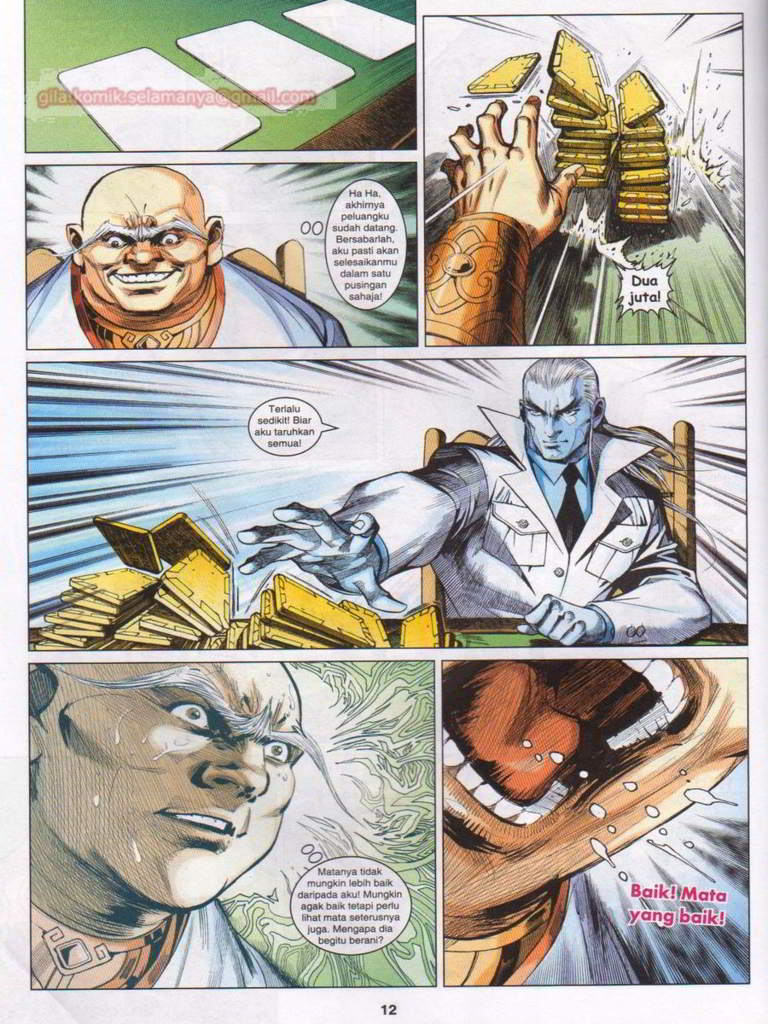 gila.komik.selamanya@gmail.com
Dua
juta!
Ha Ha,
akhirnya
peluangku
sudah datang.
Bersabarlah,
aku pasti akan
selesaikanmu
dalam satu
pusingan
sahaja!
Terlalu
sedikit! Biar
aku taruhkan
semua!
Matanya tidak
mungkin lebih baik
daripada aku! Mungkin
agak baik tetapi perlu
lihat mata seterusnya
juga. Mengapa dia
begitu berani?
Baik! Mata
yang baik!
12